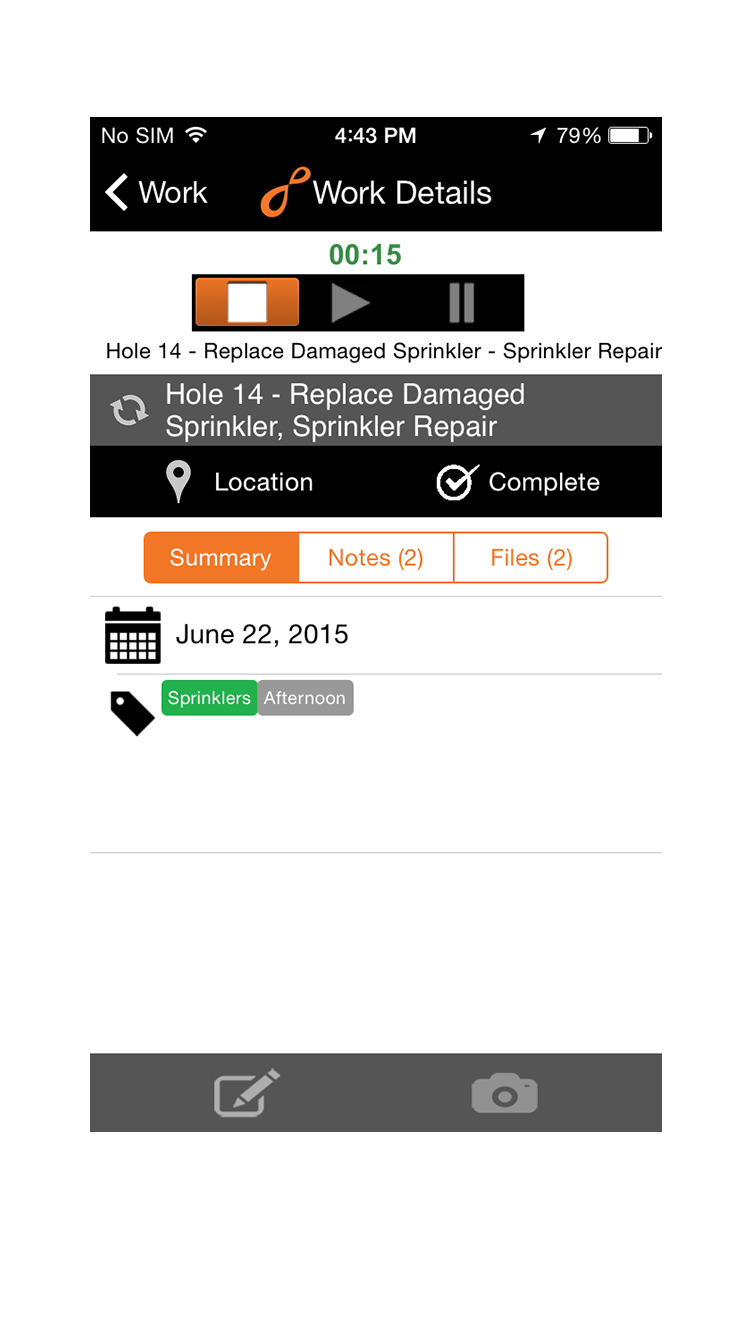 No SIM 4:43 PM 79%
Work Work Details
00:15
Hole 14 - Replace Damaged Sprinkler - Sprinkler Repair
Hole 14 - Replace Damaged
Sprinkler, Sprinkler Repair
Location Complete
Summary Notes (2) Files (2)
June 22, 2015
Sprinklers Afternoon